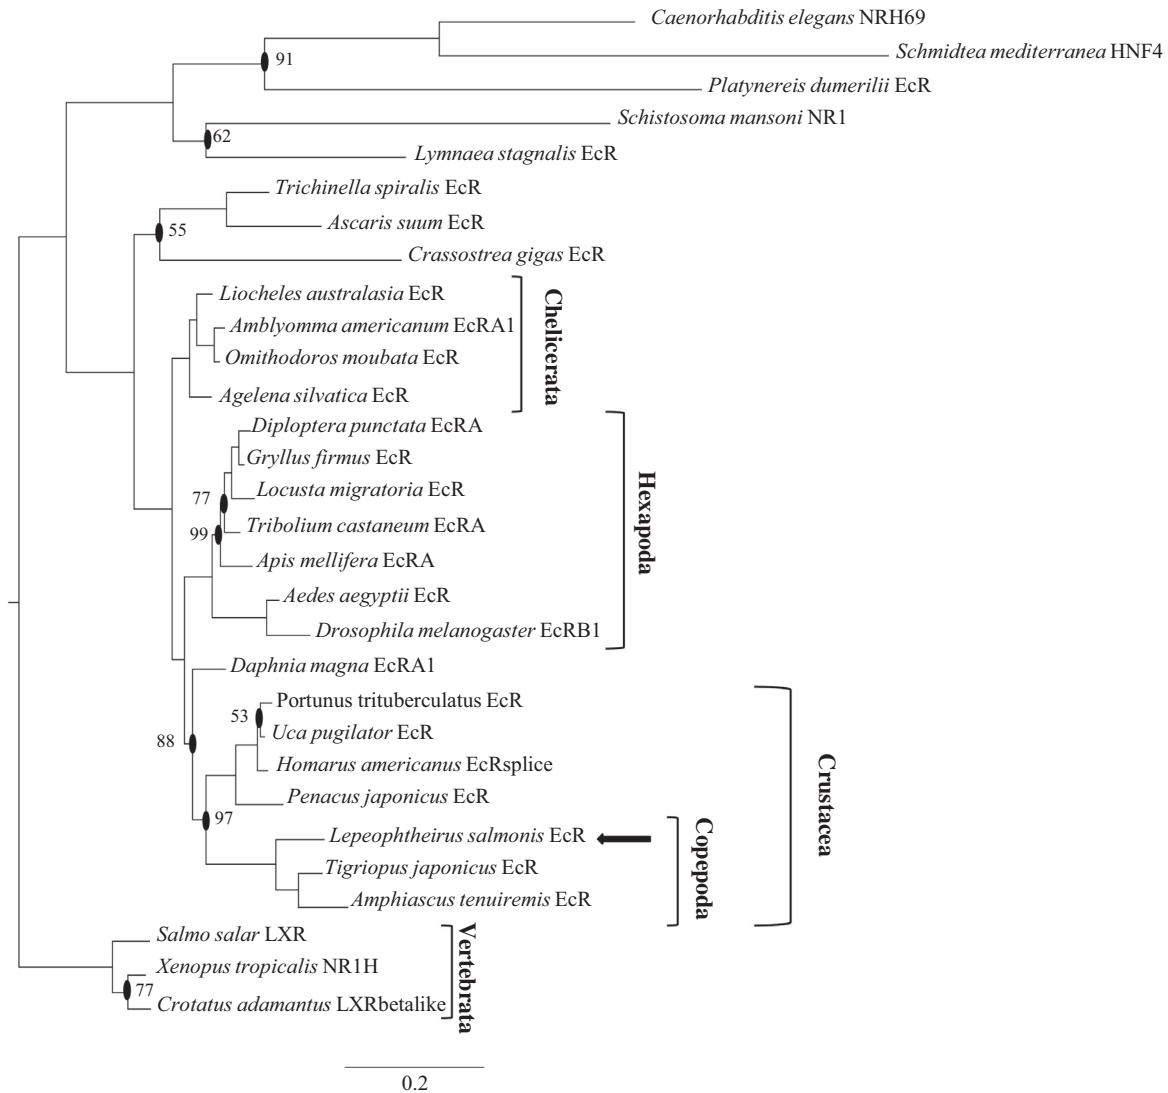 Caenorhabditis elegans NRH69
Schmidtea mediterranea HNF4
91
Platynereis dumerilii EcR
Schistosoma mansoni NR1
62
Lymnaea stagnalis EcR
Trichinella spiralis EcR
Ascaris suum EcR
55
Crassostrea gigas EcR
Liocheles australasia EcR
Amblyomma americanum EcRA1
Omithodoros moubata EcR
Agelena silvatica EcR
Chelicerata
Diploptera punctata EcRA
Gryllus firmus EcR
Locusta migratoria EcR
77
Tribolium castaneum EcRA
99
Apis mellifera EcRA
Aedes aegyptii EcR
Drosophila melanogaster EcRB1
Hexapoda
Daphnia magna EcRA1
Portunus trituberculatus EcR
53
Uca pugilator EcR
88
Homarus americanus EcRsplice
Penacus japonicus EcR
97
Lepeophtheirus salmonis EcR
Tigriopus japonicus EcR
Amphiascus tenuiremis EcR
Copepoda
Crustacea
Salmo salar LXR
Xenopus tropicalis NR1H
77
Crotatus adamantus LXRbetalike
Vertebrata
0.2